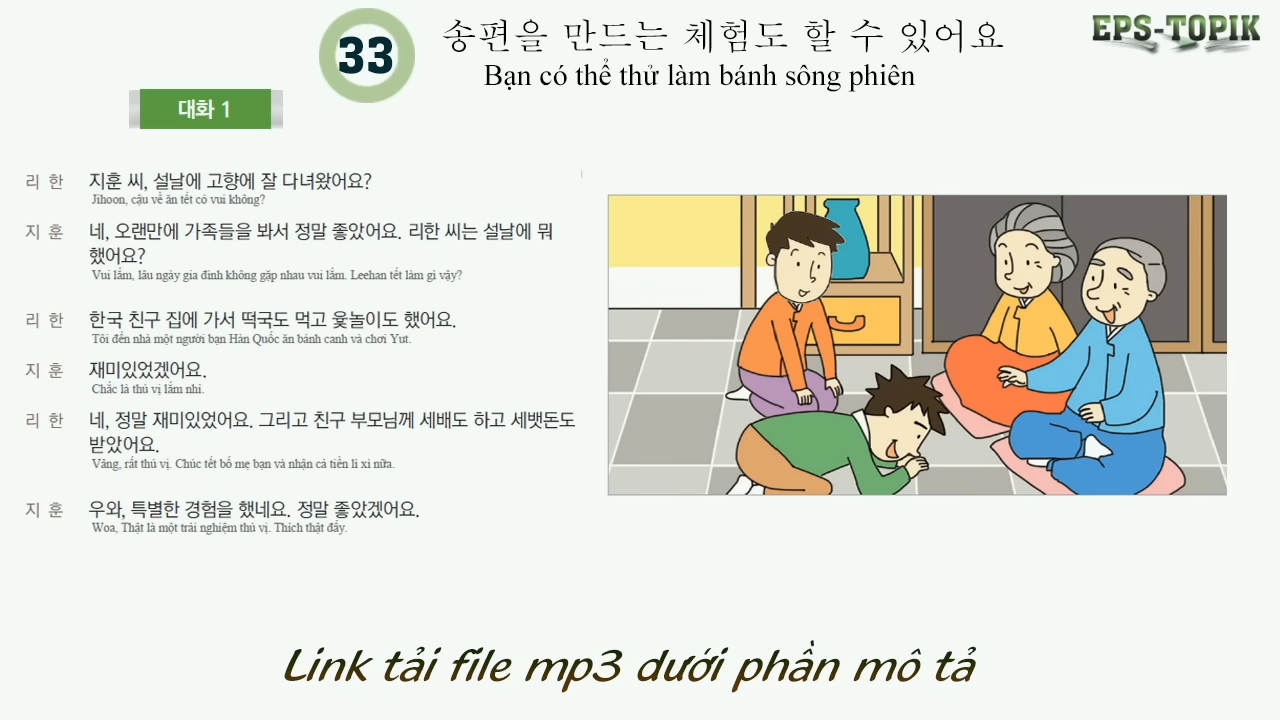 33
송편을 만드는 체험도 할 수 있어요
Bạn có thể thử làm bánh sông phiên
EPS-TOPIK
대화 1
리 한 지훈 씨, 설날에 고향에 잘 다녀왔어요?
Jihoon, cậu về ăn tết có vui không?
지 훈 네, 오랜만에 가족들을 봐서 정말 좋았어요. 리한 씨는 설날에 뭐
했어요?
Vui lắm, lâu ngày gia đình không gặp nhau vui lắm. Leehan tết làm gì vậy?
리 한 한국 친구 집에 가서 떡국도 먹고 윷놀이도 했어요.
Tôi đến nhà một người bạn Hàn Quốc ăn bánh canh và chơi Yut.
지 훈 재미있었겠어요.
Chắc là thú vị lắm nhỉ.
리 한 네, 정말 재미있었어요. 그리고 친구 부모님께 세배도 하고 세뱃돈도
받았어요.
Vâng, rất thú vị. Chúc tết bố mẹ bạn và nhận cả tiền lì xì nữa.
지 훈 우와, 특별한 경험을 했네요. 정말 좋았겠어요.
Woa, Thật là một trải nghiệm thú vị. Thích thật đấy.
Link tải file mp3 dưới phần mô tả